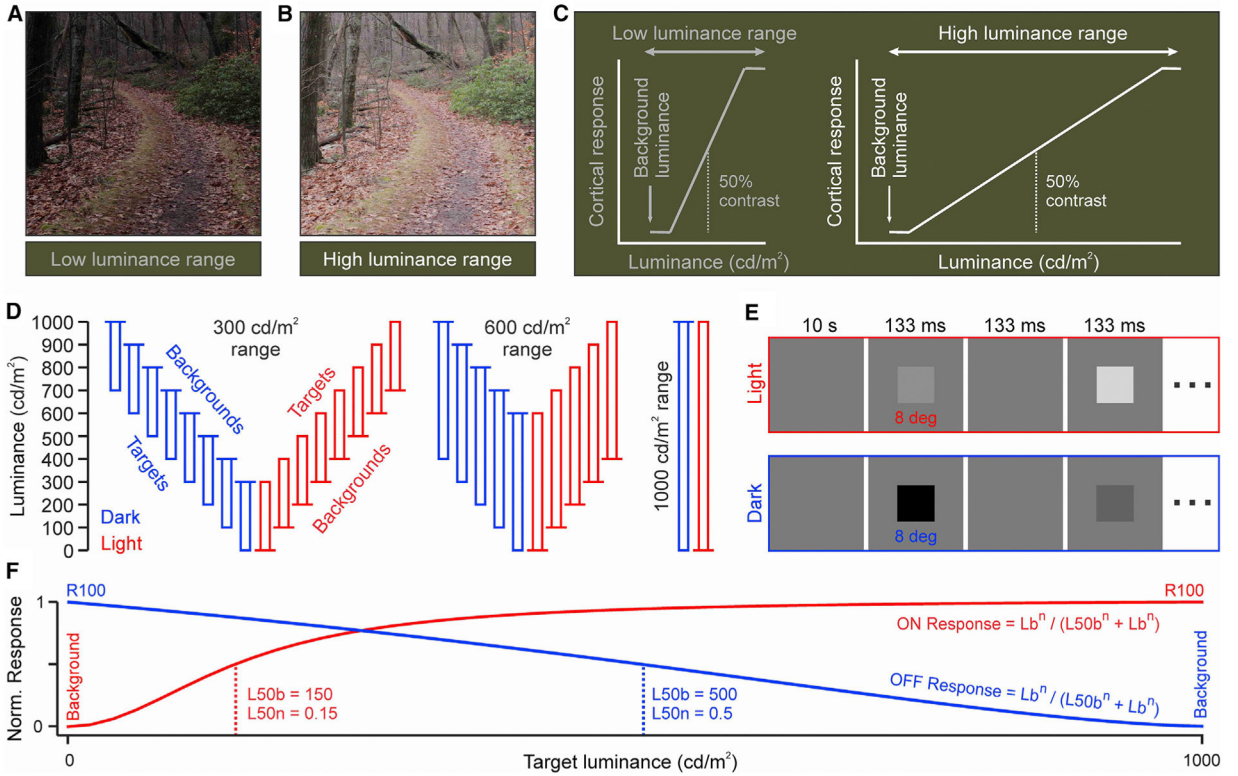 A
B
C
Low luminance range
High luminance range
Low luminance range
Cortical response
Background
luminance
50%
contrast
Luminance (cd/m²)
High luminance range
Cortical response
Background
luminance
50%
contrast
Luminance (cd/m²)
D
Luminance (cd/m²)
1000
900
800
700
600
500
400
300
200
100
0
300 cd/m²
range
Backgrounds
Targets
Targets
Backgrounds
Dark
Light
600 cd/m²
range
1000 cd/m² range
E
10 s
133 ms
133 ms
133 ms
Light
8 deg
Dark
8 deg
F
Norm. Response
1
0
R100
Background
L50b = 150
L50n = 0.15
L50b = 500
L50n = 0.5
R100
ON Response = Lbⁿ / (L50bⁿ + Lbⁿ)
OFF Response = Lbⁿ / (L50bⁿ + Lbⁿ)
Background
0
Target luminance (cd/m²)
1000